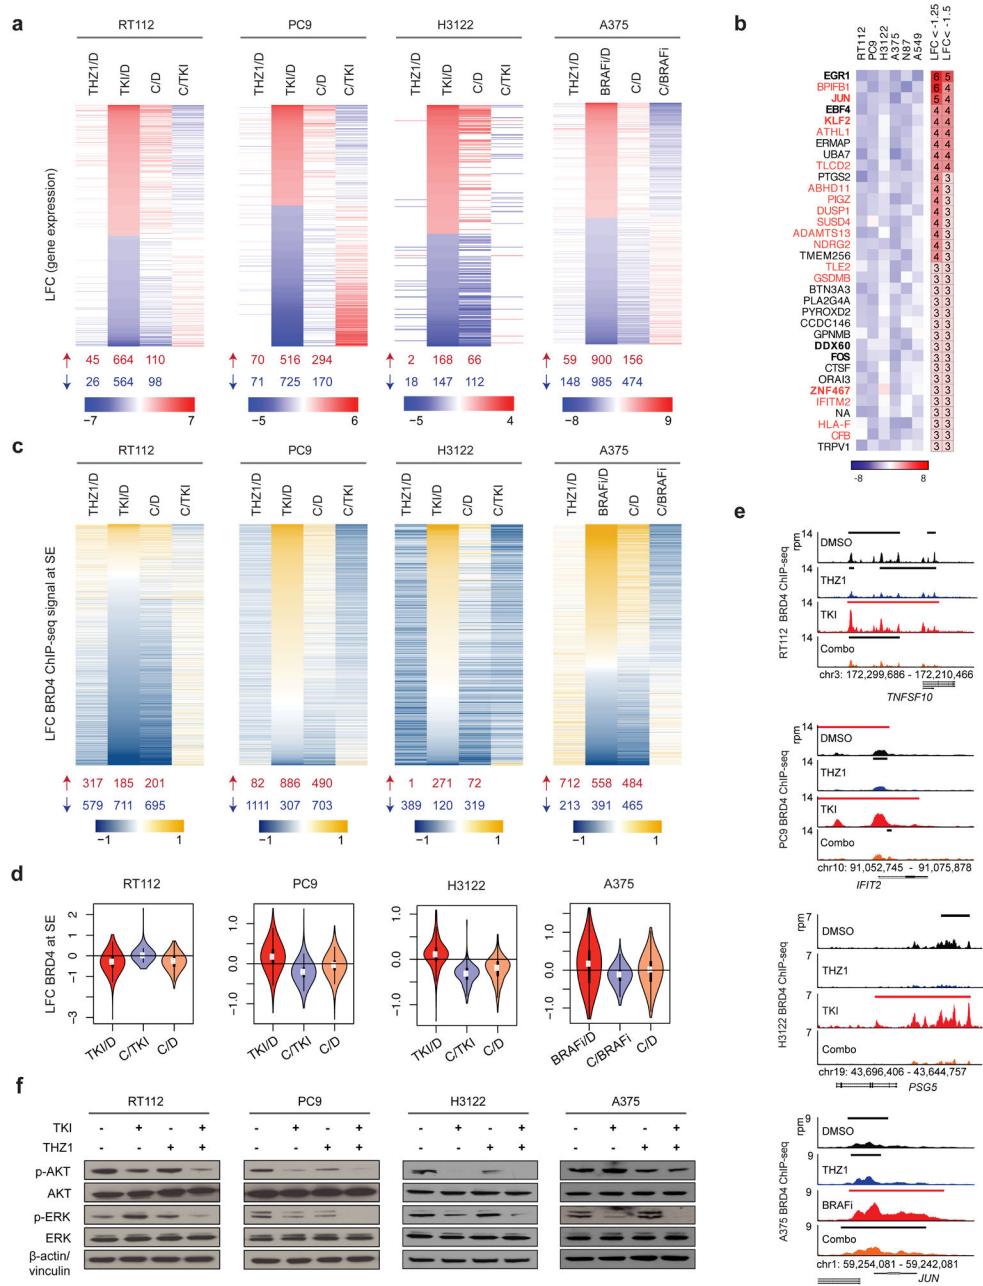 a
RT112 PC9 H3122 A375
THZ1/D TKI/D C/D C/TKI THZ1/D TKI/D C/D C/TKI THZ1/D TKI/D C/D C/TKI THZ1/D BRAFi/D C/D C/BRAFi
LFC (gene expression)
45 664 110 70 516 294 2 168 66 59 900 156
26 564 98 71 725 170 18 147 112 148 985 474
-7 7 -5 6 -5 4 -8 9
b
RT112 PC9 H3122 A375 N87 A549 LFC < -1.25 LFC < -1.5
EGR1 6 5
BPIFB1 6 4
JUN 5 4
EBF4 4 4
KLF2 4 4
ATHL1 4 4
ERMAP 4 4
UBA7 4 4
TLCD2 4 4
PTGS2 4 3
ABHD11 4 3
PIGZ 4 3
DUSP1 4 3
SUSD4 4 3
ADAMTS13 4 3
NDRG2 4 3
TMEM256 4 3
TLE2 3 3
GSDMB 3 3
BTN3A3 3 3
PLA2G4A 3 3
PYROXD2 3 3
CCDC146 3 3
GPNMB 3 3
DDX60 3 3
FOS 3 3
CTSF 3 3
ORAI3 3 3
ZNF467 3 3
IFITM2 3 3
NA 3 3
HLA-F 3 3
CFB 3 3
TRPV1 3 3
-8 8
c
RT112 PC9 H3122 A375
THZ1/D TKI/D C/D C/TKI THZ1/D TKI/D C/D C/TKI THZ1/D TKI/D C/D C/TKI THZ1/D BRAFi/D C/D C/BRAFi
LFC BRD4 ChIP-seq signal at SE
317 185 201 82 886 490 1 271 72 712 558 484
579 711 695 1111 307 703 389 120 319 213 391 465
−1 1 −1 1 −1 1 −1 1
d
RT112 PC9 H3122 A375
LFC BRD4 at SE
2 1 0 −1 −3
1.0 0.0 −1.0
1.0 0.0 −1.0
1.0 0.0 −1.0
TKI/D C/TKI C/D TKI/D C/TKI C/D TKI/D C/TKI C/D BRAFi/D C/BRAFi C/D
e
RT112 BRD4 ChIP-seq
rpm
14 DMSO
14 THZ1
14 TKI
14 Combo
chr3: 172,299,686 - 172,210,466
TNFSF10
PC9 BRD4 ChIP-seq
rpm
14 DMSO
14 THZ1
14 TKI
14 Combo
chr10: 91,052,745 - 91,075,878
IFIT2
H3122 BRD4 ChIP-seq
rpm
7 DMSO
7 THZ1
7 TKI
7 Combo
chr19: 43,696,406 - 43,644,757
PSG5
A375 BRD4 ChIP-seq
rpm
9 DMSO
9 THZ1
9 BRAFi
9 Combo
chr1: 59,254,081 - 59,242,081
JUN
f
RT112 PC9 H3122 A375
TKI - + - + - + - + - + - + - + - +
THZ1 - - + + - - + + - - + + - - + +
p-AKT
AKT
p-ERK
ERK
β-actin/
vinculin